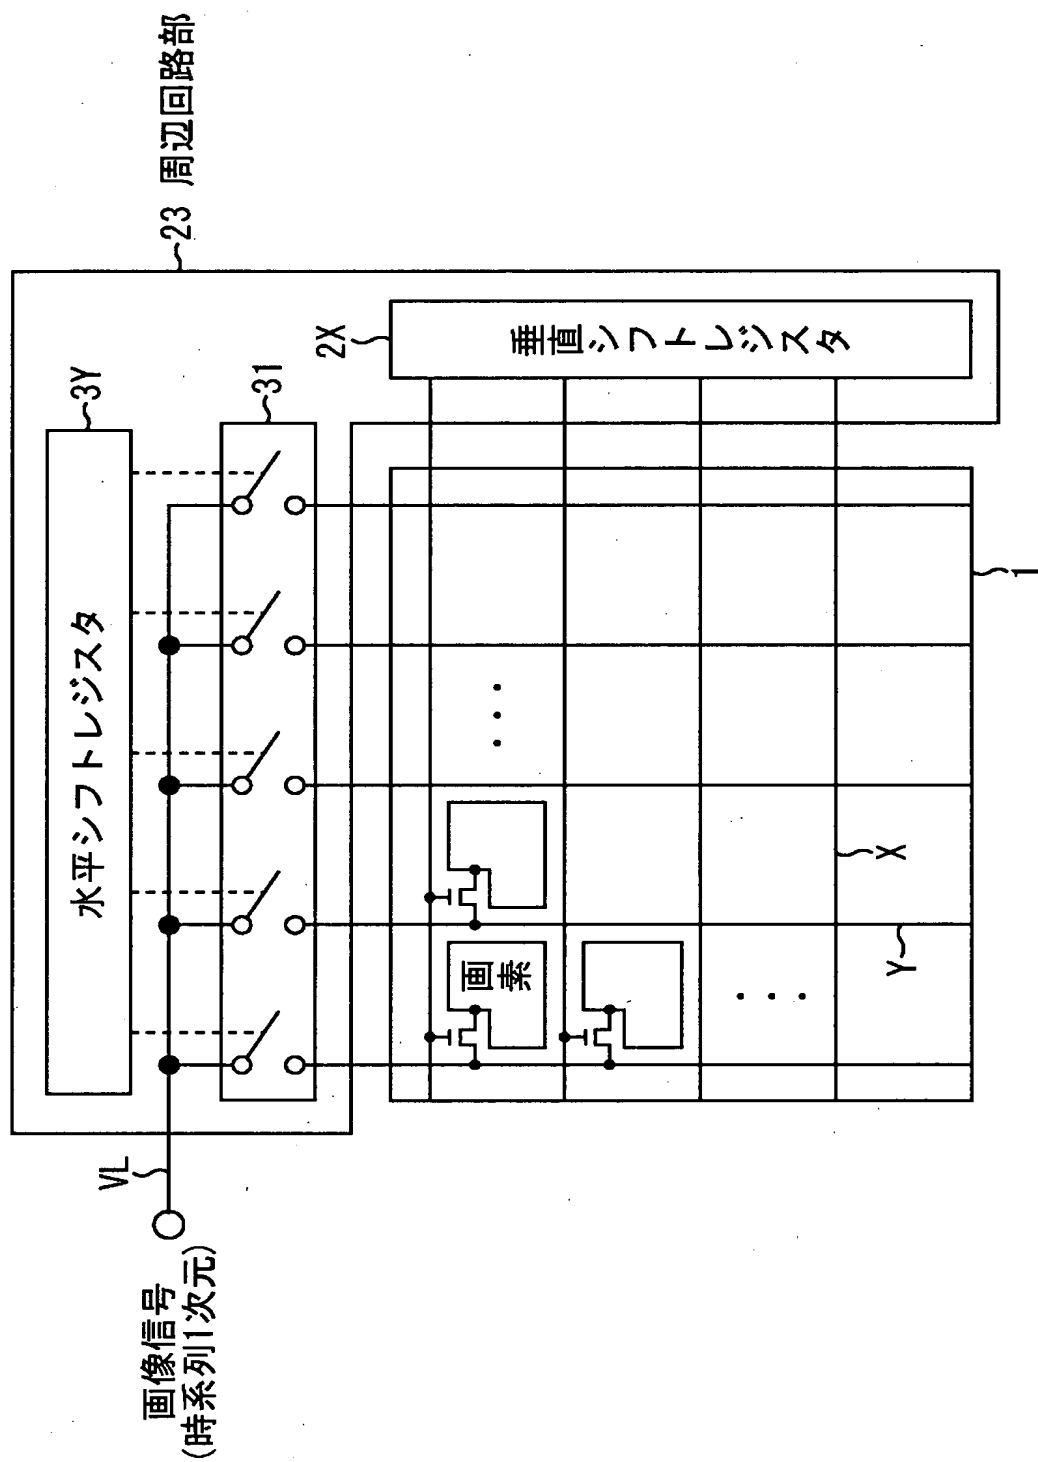 23 周辺回路部
3Y
水平シフトレジスタ
31
2X
垂直シフトレジスタ
VL
画像信号
(時系列1次元)
画素
X
Y
1